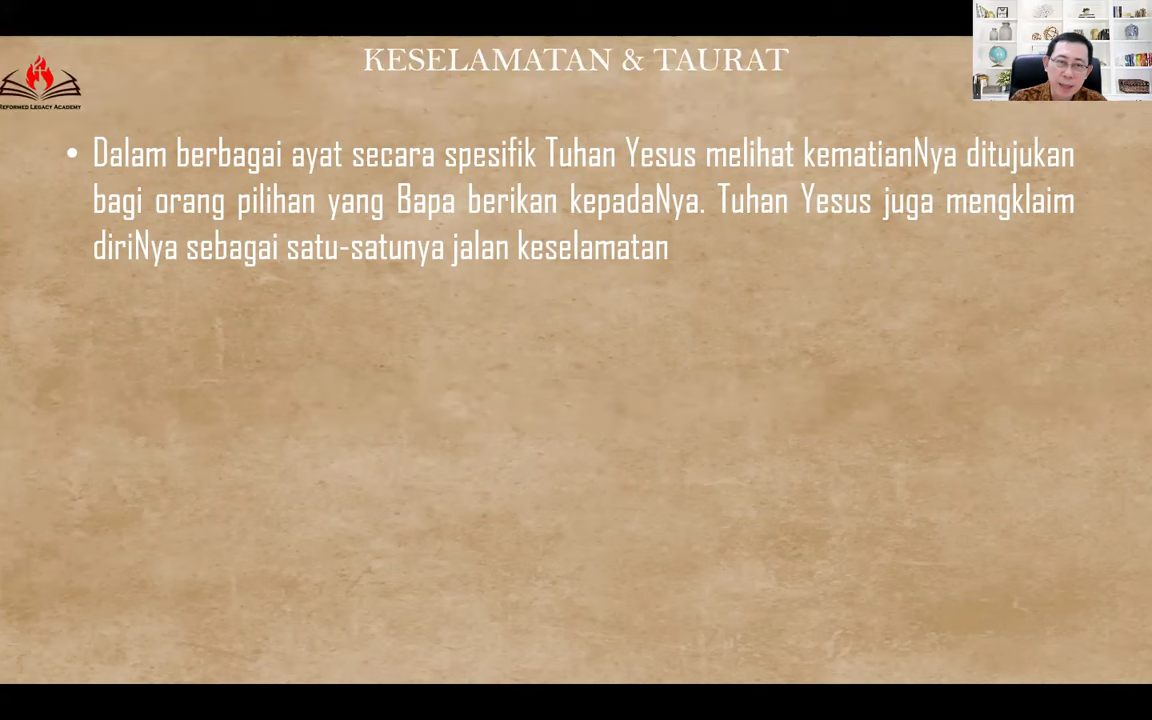 KESELAMATAN & TAURAT
REFORMED LEGACY ACADEMY
• Dalam berbagai ayat secara spesifik Tuhan Yesus melihat kematianNya ditujukan
bagi orang pilihan yang Bapa berikan kepadaNya. Tuhan Yesus juga mengklaim
diriNya sebagai satu-satunya jalan keselamatan